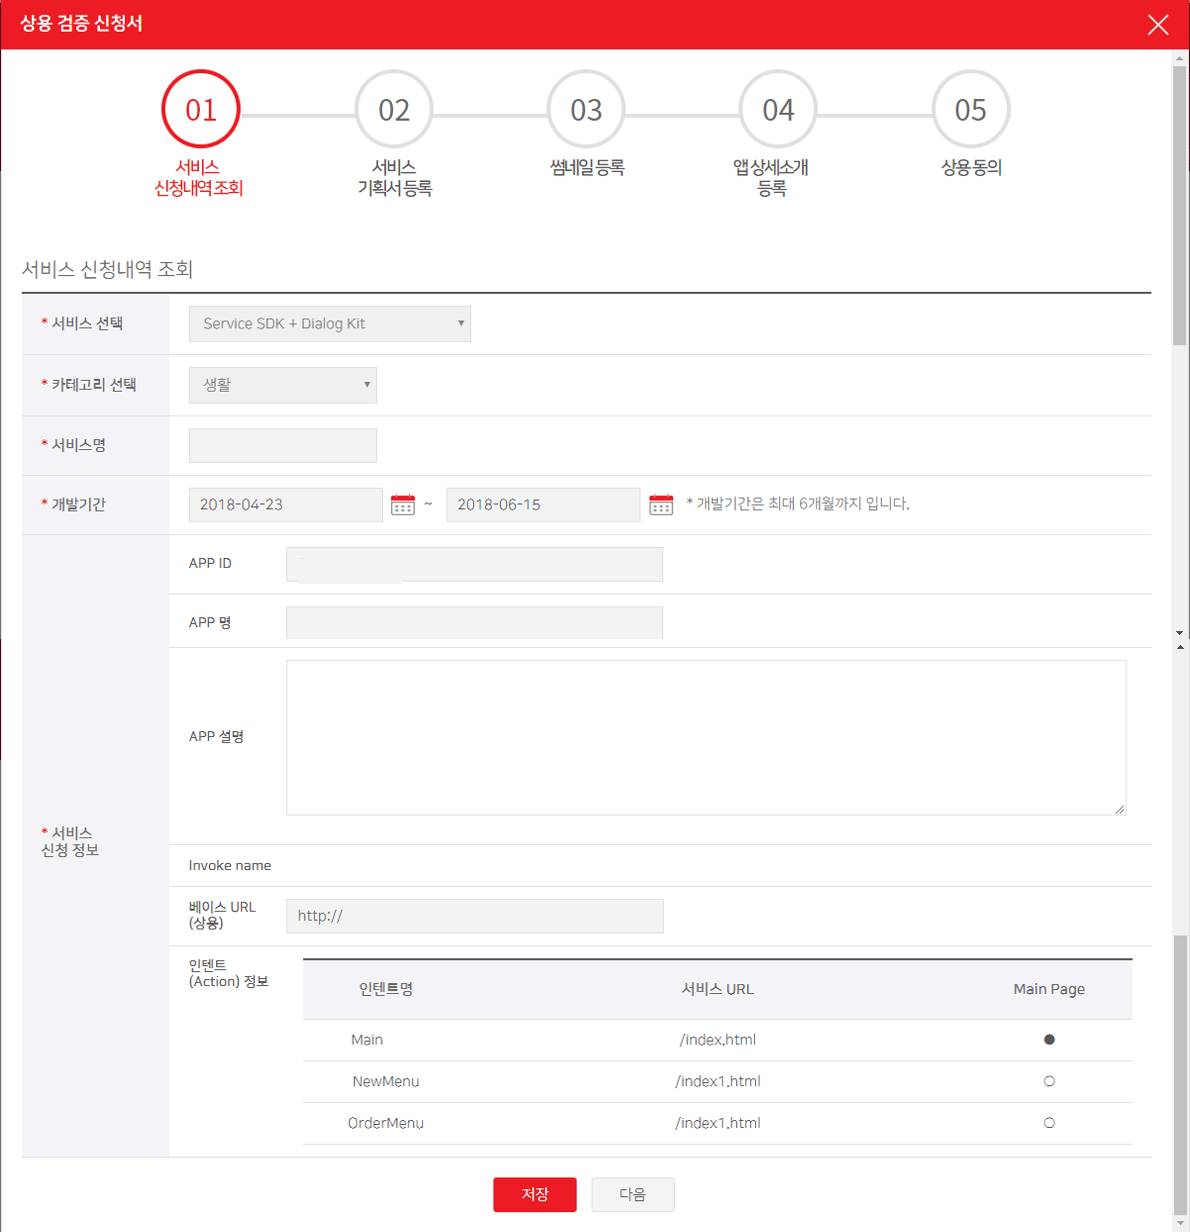 상용 검증 신청서
01
02
03
04
05
서비스
신청내역 조회
서비스
기획서 등록
썸네일 등록
앱 상세소개
등록
상용 동의
서비스 신청내역 조회
* 서비스 선택
Service SDK + Dialog Kit
* 카테고리 선택
생활
* 서비스명
* 개발기간
2018-04-23
~
2018-06-15
* 개발기간은 최대 6개월까지 입니다.
* 서비스
신청 정보
APP ID
APP 명
APP 설명
Invoke name
베이스 URL
(상용)
http://
인텐트
(Action) 정보
인텐트명 서비스 URL Main Page
Main /index.html
NewMenu /index1.html
OrderMenu /index1.html
저장
다음